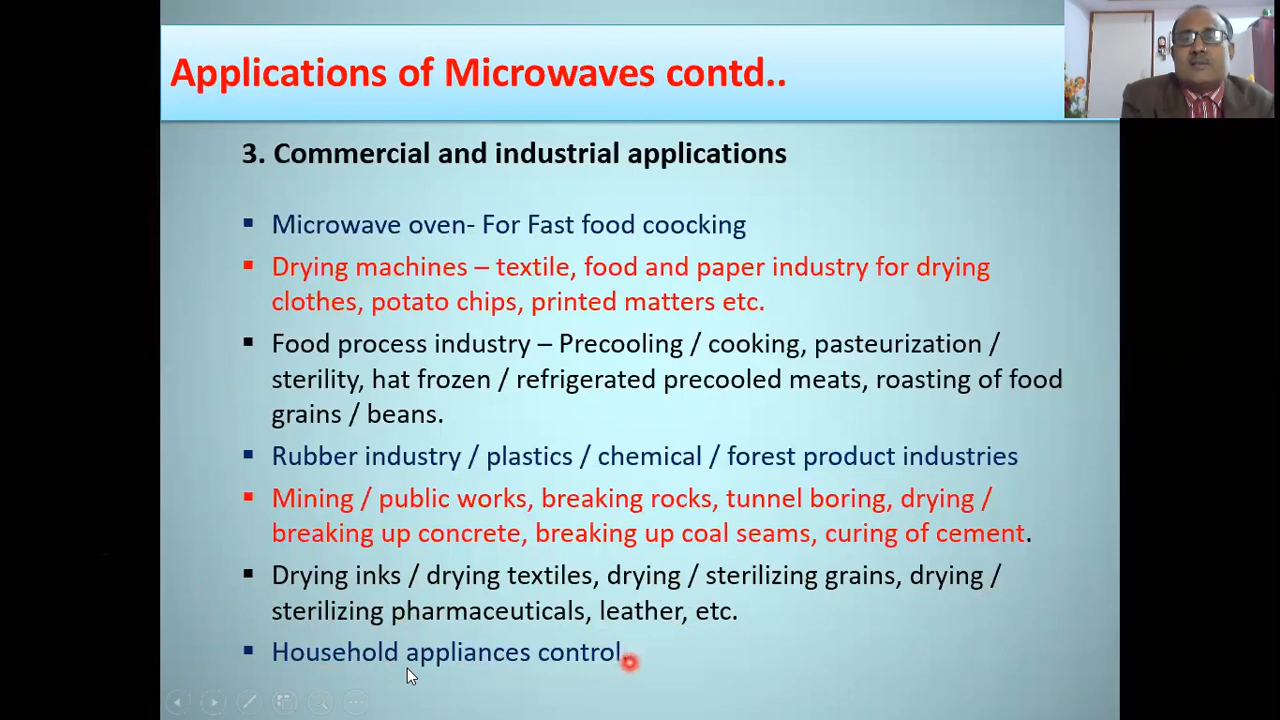 Applications of Microwaves contd..
3. Commercial and industrial applications
▪ Microwave oven- For Fast food coocking
▪ Drying machines – textile, food and paper industry for drying
clothes, potato chips, printed matters etc.
▪ Food process industry – Precooling / cooking, pasteurization /
sterility, hat frozen / refrigerated precooled meats, roasting of food
grains / beans.
▪ Rubber industry / plastics / chemical / forest product industries
▪ Mining / public works, breaking rocks, tunnel boring, drying /
breaking up concrete, breaking up coal seams, curing of cement.
▪ Drying inks / drying textiles, drying / sterilizing grains, drying /
sterilizing pharmaceuticals, leather, etc.
▪ Household appliances control.